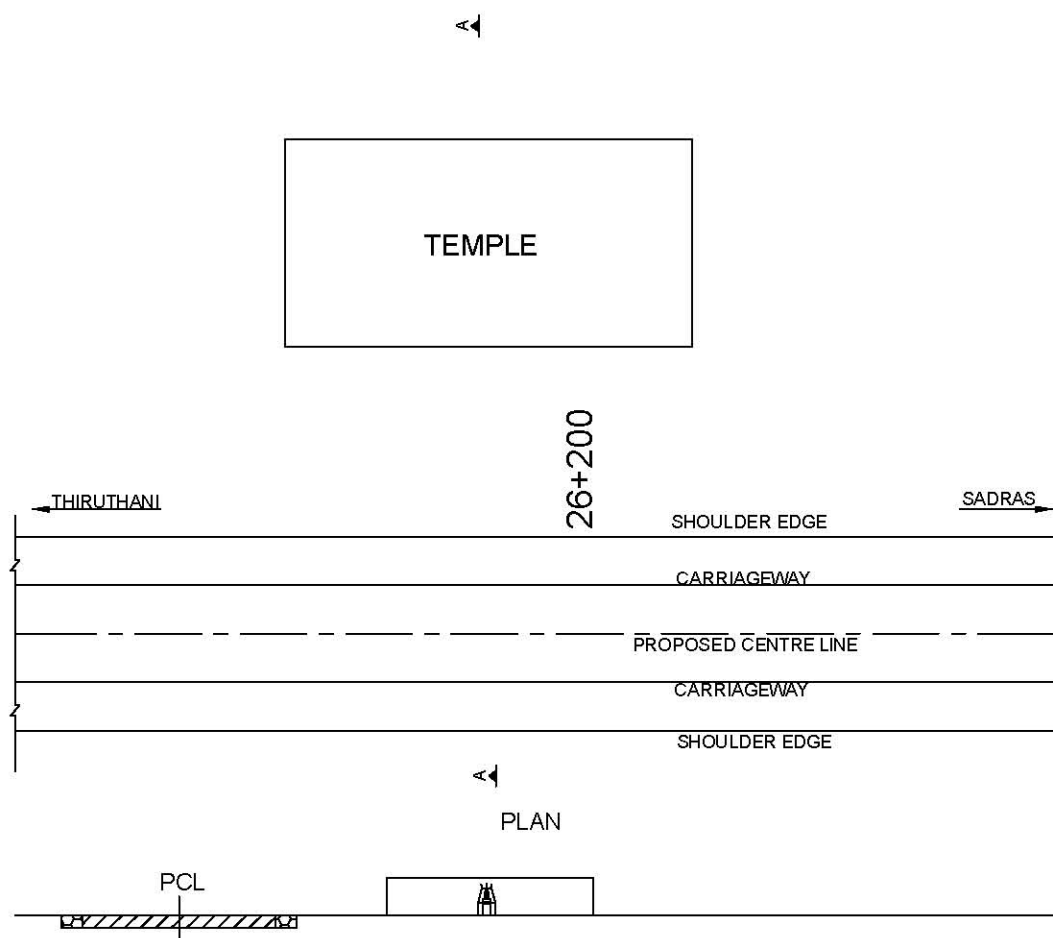 A
TEMPLE
26+200
THIRUTHANI
SADRAS
SHOULDER EDGE
CARRIAGEWAY
PROPOSED CENTRE LINE
CARRIAGEWAY
SHOULDER EDGE
A
PLAN
PCL